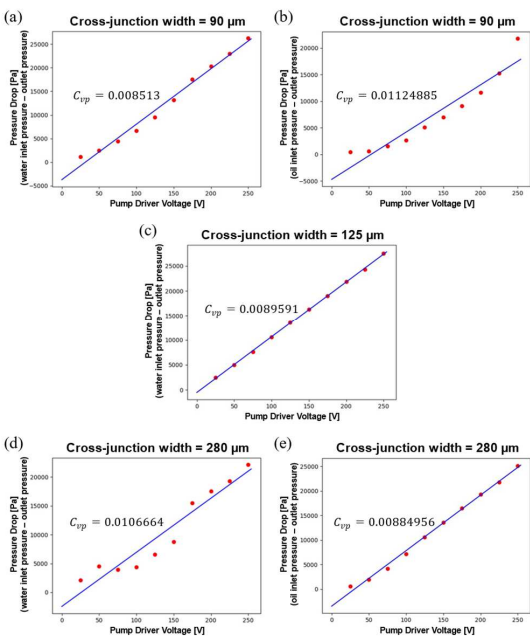 (a)
Cross-junction width = 90 µm
Pressure Drop [Pa]
(water inlet pressure – outlet pressure)
25000
20000
15000
10000
5000
0
−5000
C_vp = 0.008513
0 50 100 150 200 250
Pump Driver Voltage [V]
(b)
Cross-junction width = 90 µm
Pressure Drop [Pa]
(oil inlet pressure – outlet pressure)
20000
15000
10000
5000
0
−5000
C_vp = 0.01124885
0 50 100 150 200 250
Pump Driver Voltage [V]
(c)
Cross-junction width = 125 µm
Pressure Drop [Pa]
(water inlet pressure – outlet pressure)
25000
20000
15000
10000
5000
0
C_vp = 0.0089591
0 50 100 150 200 250
Pump Driver Voltage [V]
(d)
Cross-junction width = 280 µm
Pressure Drop [Pa]
(water inlet pressure – outlet pressure)
20000
15000
10000
5000
0
C_vp = 0.0106664
0 50 100 150 200 250
Pump Driver Voltage [V]
(e)
Cross-junction width = 280 µm
Pressure Drop [Pa]
(oil inlet pressure – outlet pressure)
25000
20000
15000
10000
5000
0
C_vp = 0.00884956
0 50 100 150 200 250
Pump Driver Voltage [V]